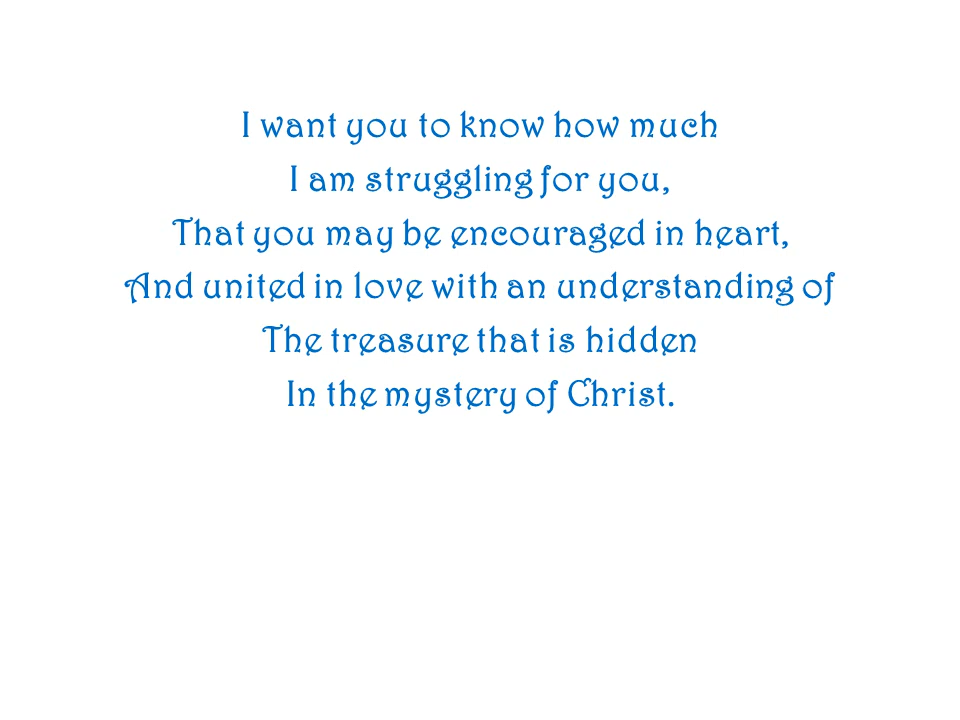 I want you to know how much
I am struggling for you,
That you may be encouraged in heart,
And united in love with an understanding of
The treasure that is hidden
In the mystery of Christ.